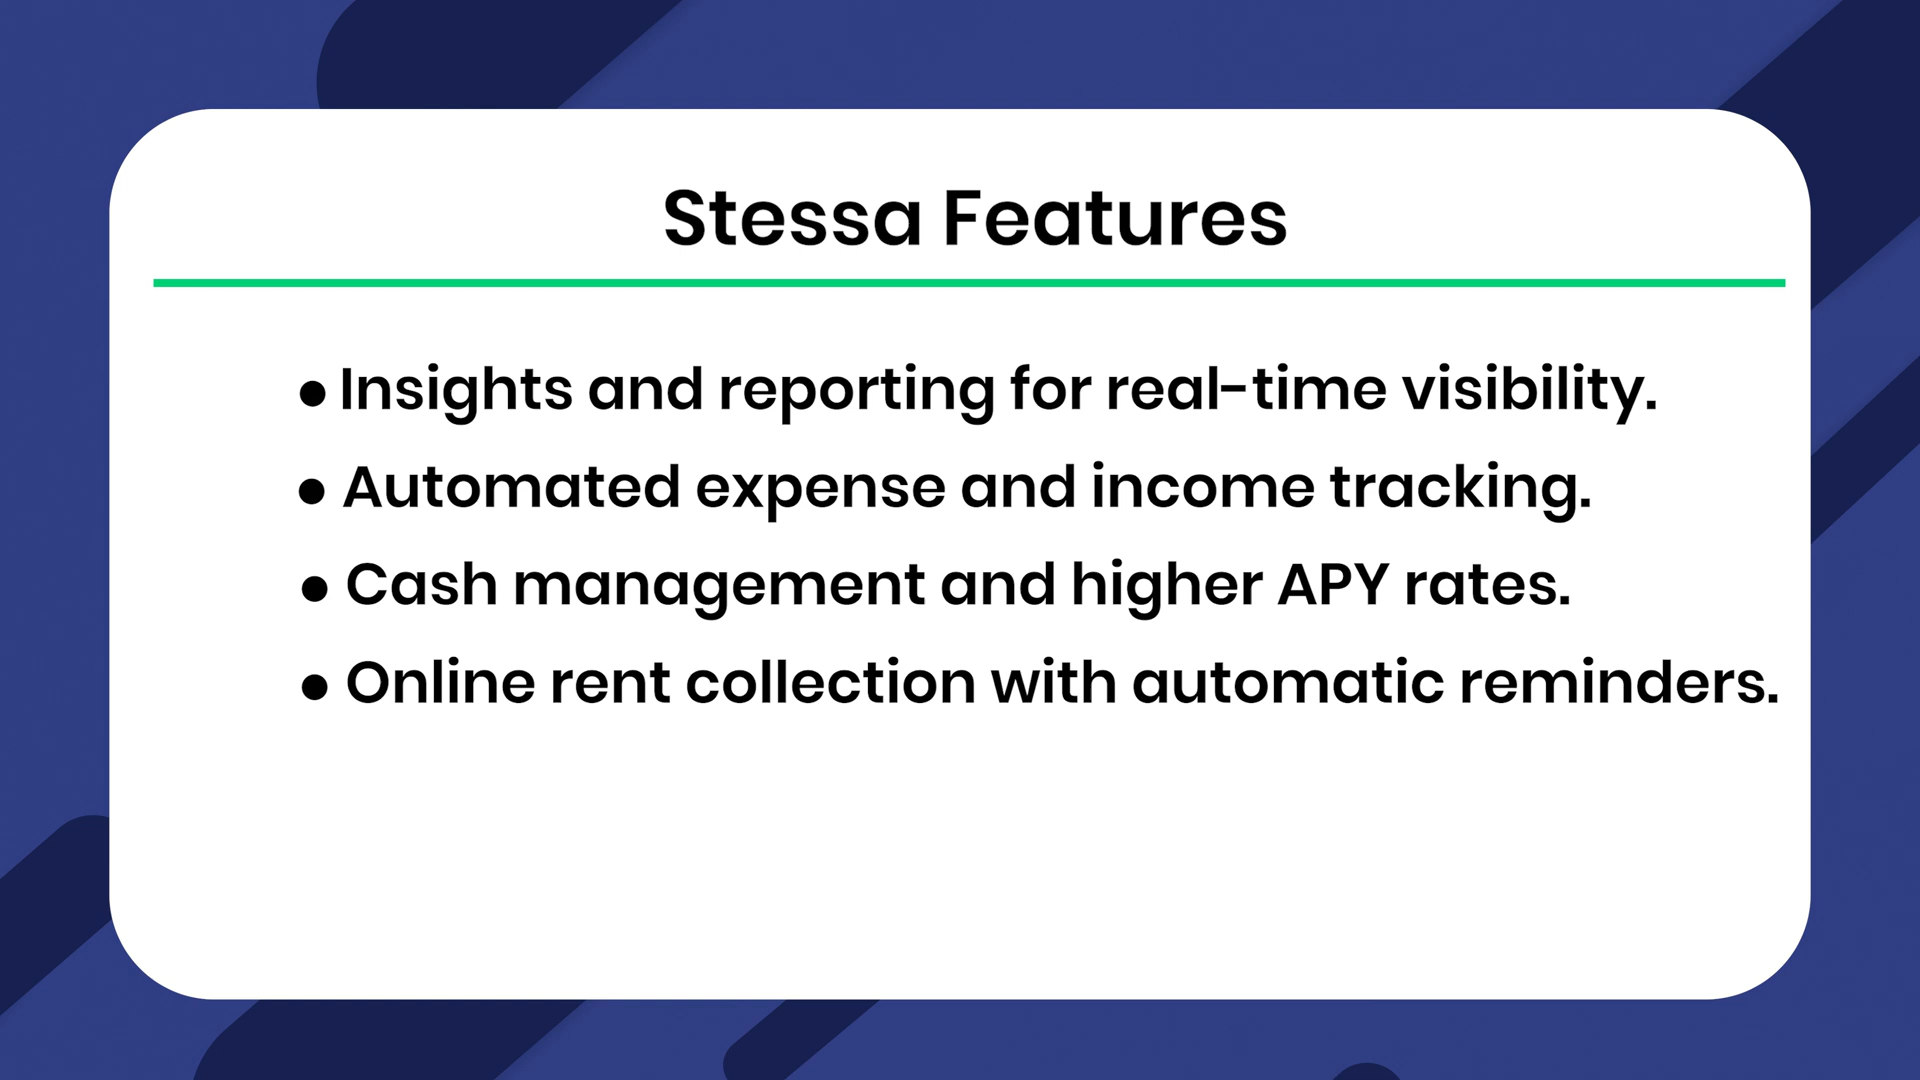 Stessa Features
• Insights and reporting for real-time visibility.
• Automated expense and income tracking.
• Cash management and higher APY rates.
• Online rent collection with automatic reminders.